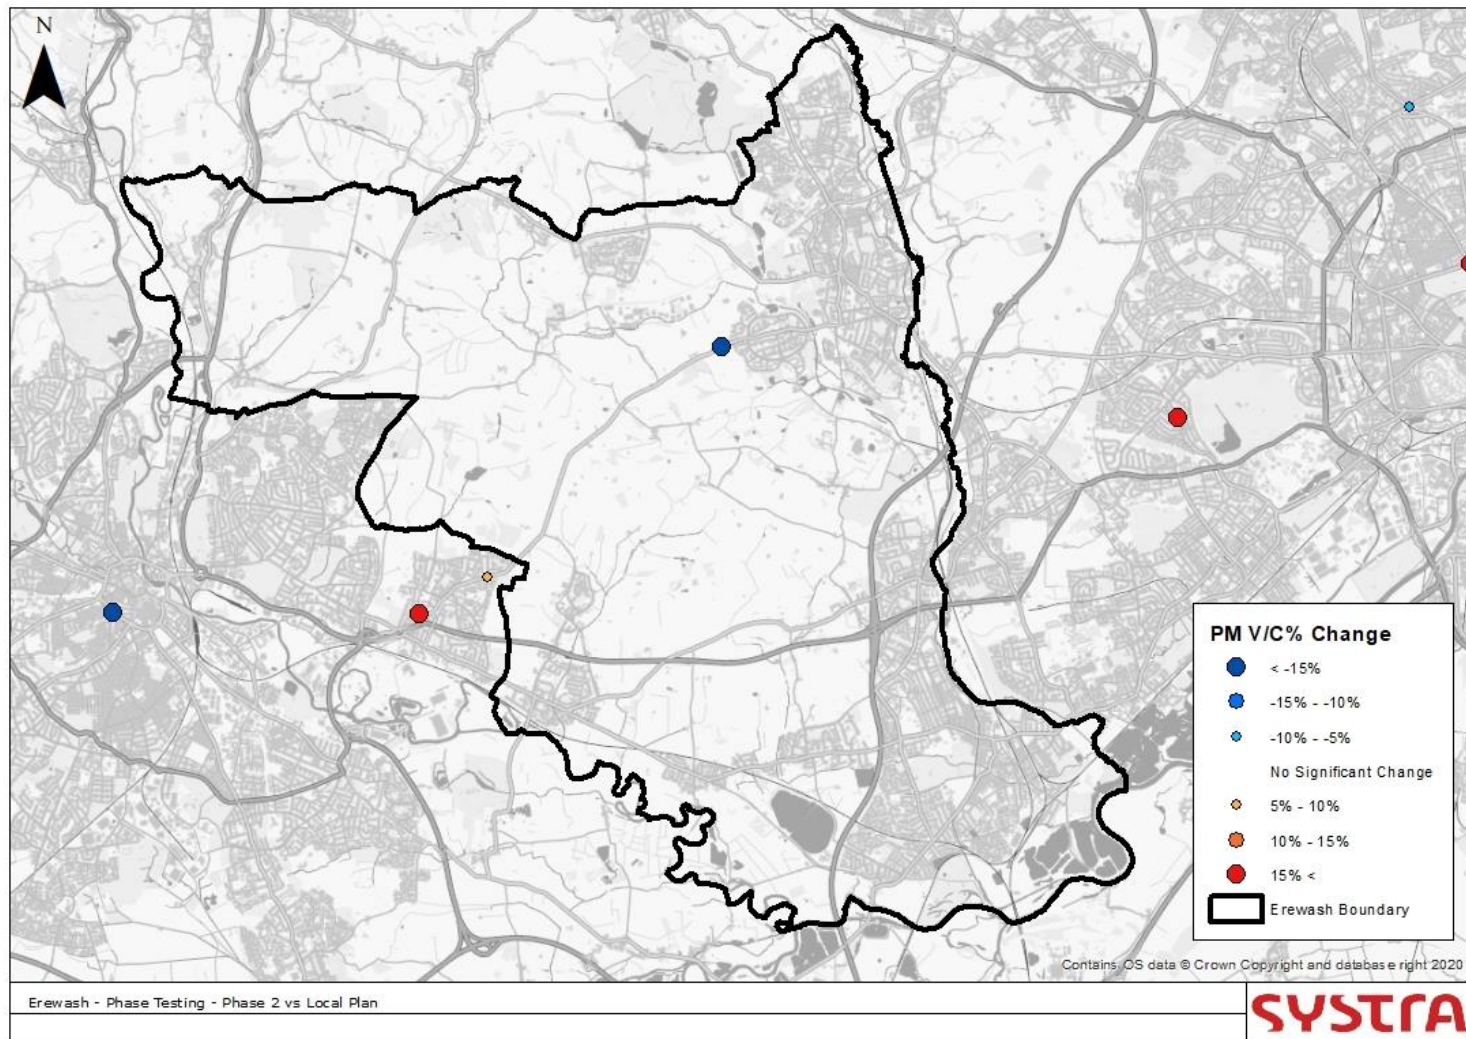 N
PM V/C% Change
< -15%
-15% - -10%
-10% - -5%
No Significant Change
5% - 10%
10% - 15%
15% <
Erewash Boundary
Contains OS data © Crown Copyright and database right 2020
Erewash - Phase Testing - Phase 2 vs Local Plan
SYSTRA